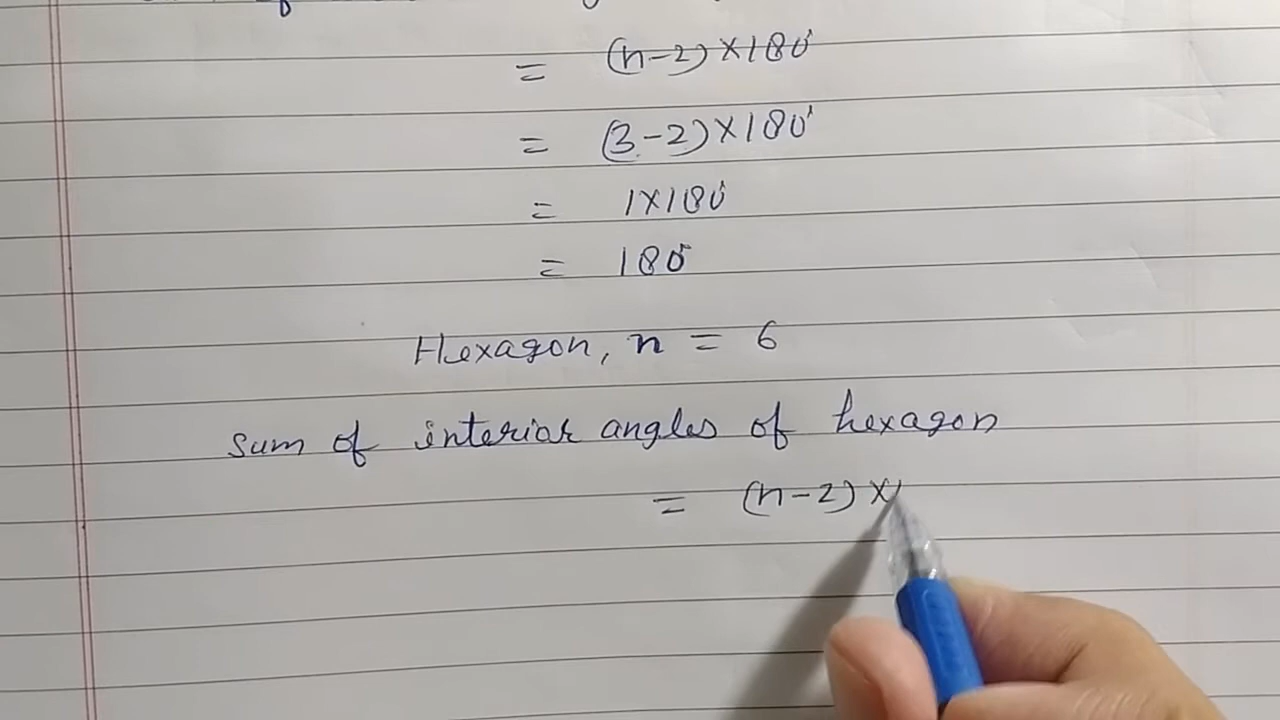 = (n-2)×180°
= (3-2)×180°
= 1×180°
= 180°
Hexagon, n = 6
Sum of interior angles of hexagon
= (n-2)×